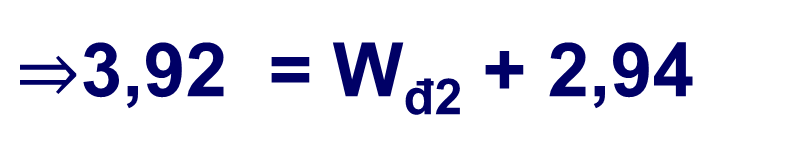 ⇒3,92 = Wđ2 + 2,94